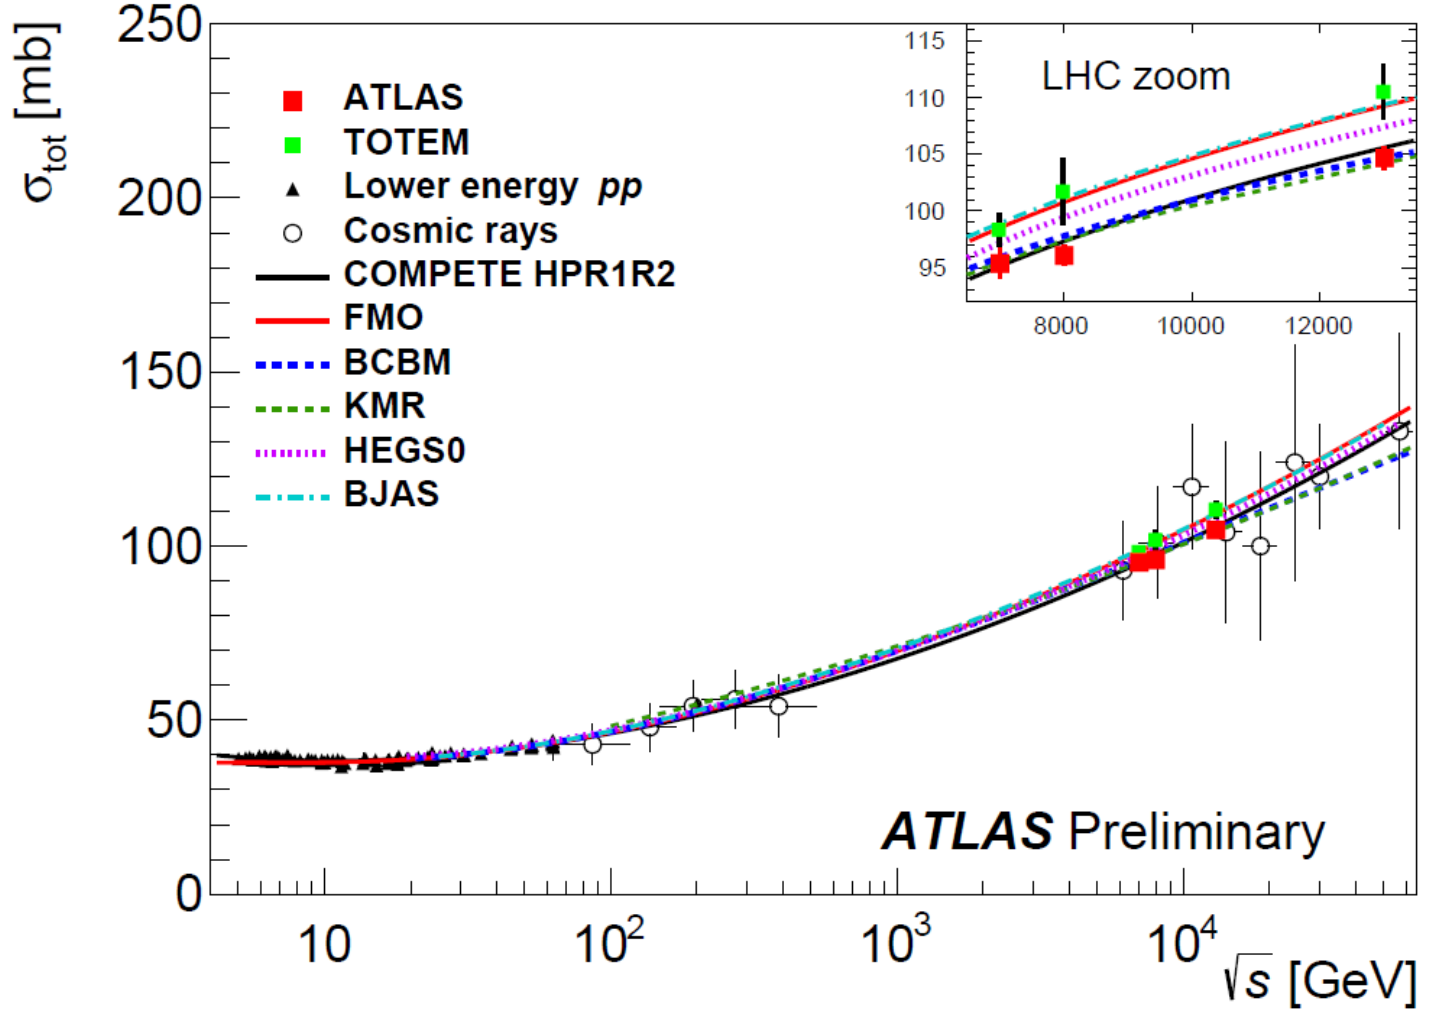 σtot [mb]
250
200
150
100
50
0
ATLAS
TOTEM
Lower energy pp
Cosmic rays
COMPETE HPR1R2
FMO
BCBM
KMR
HEGS0
BJAS
LHC zoom
115
110
105
100
95
8000 10000 12000
ATLAS Preliminary
10 10² 10³ 10⁴
√s [GeV]